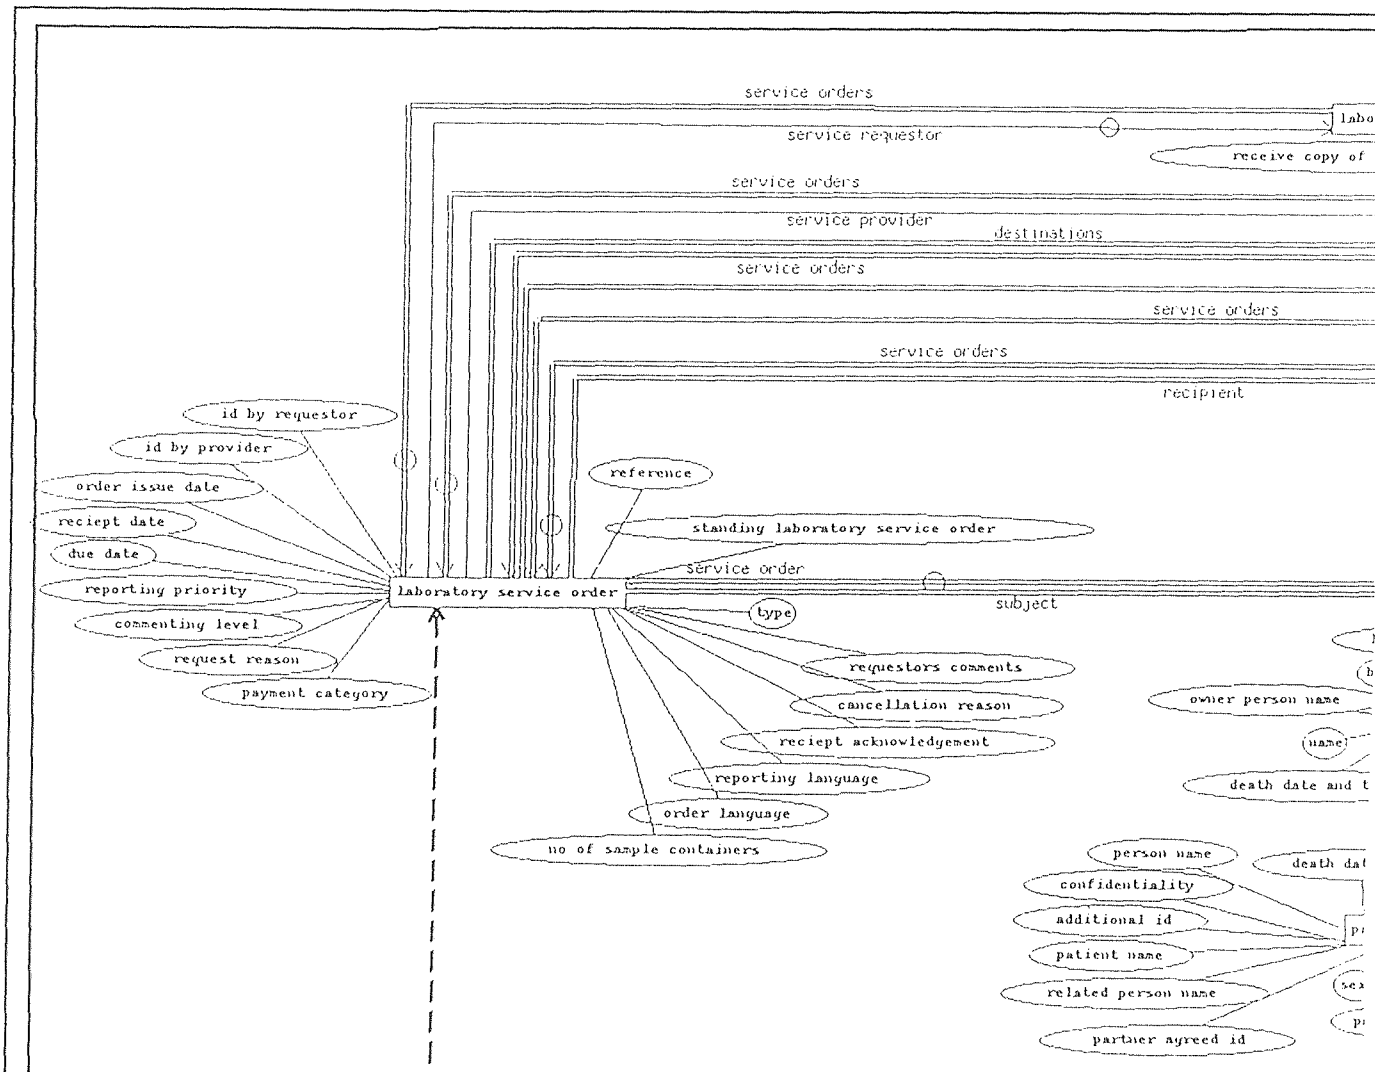 service orders
labo
service requestor
receive copy of
service orders
service provider
destinations
service orders
service orders
service orders
recipient
id by requestor
id by provider
reference
order issue date
reciept date
standing laboratory service order
due date
service order
reporting priority
laboratory service order
subject
commenting level
type
request reason
requestors comments
payment category
cancellation reason
owner person name
reciept acknowledgement
name
reporting language
death date and t
order language
no of sample containers
person name
death dat
confidentiality
additional id
patient name
related person name
sex
partner agreed id